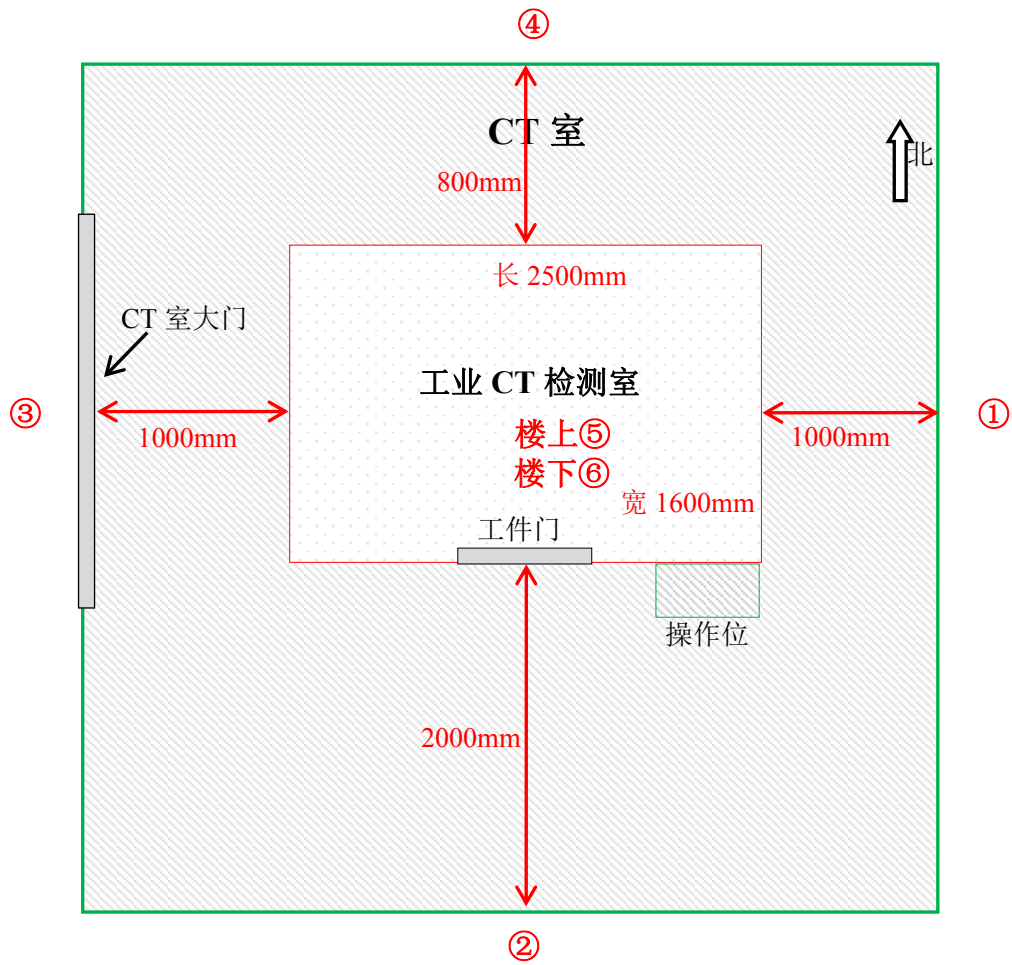 ④
CT 室
北
800mm
长 2500mm
CT 室大门
工业 CT 检测室
③
①
1000mm
1000mm
楼上⑤
楼下⑥
宽 1600mm
工件门
操作位
2000mm
②